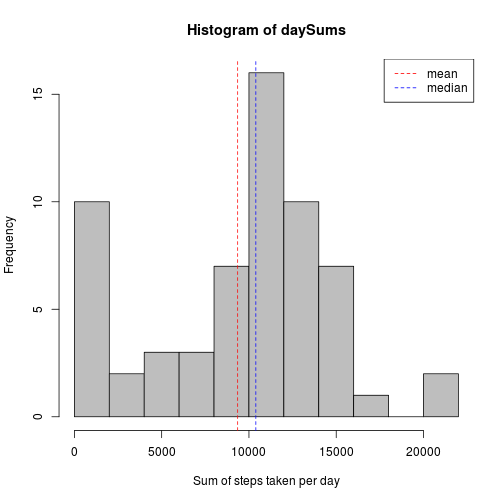 Histogram of daySums
mean
median
Frequency
15
10
5
0
0 5000 10000 15000 20000
Sum of steps taken per day